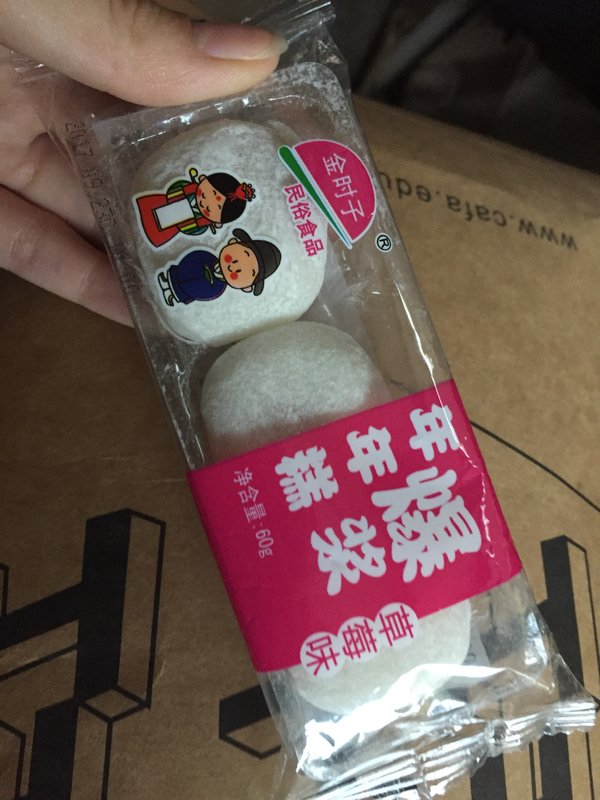 金时子
®
民俗食品
爆浆
年年糕
草莓味
净含量:60g
www.cafa.edu